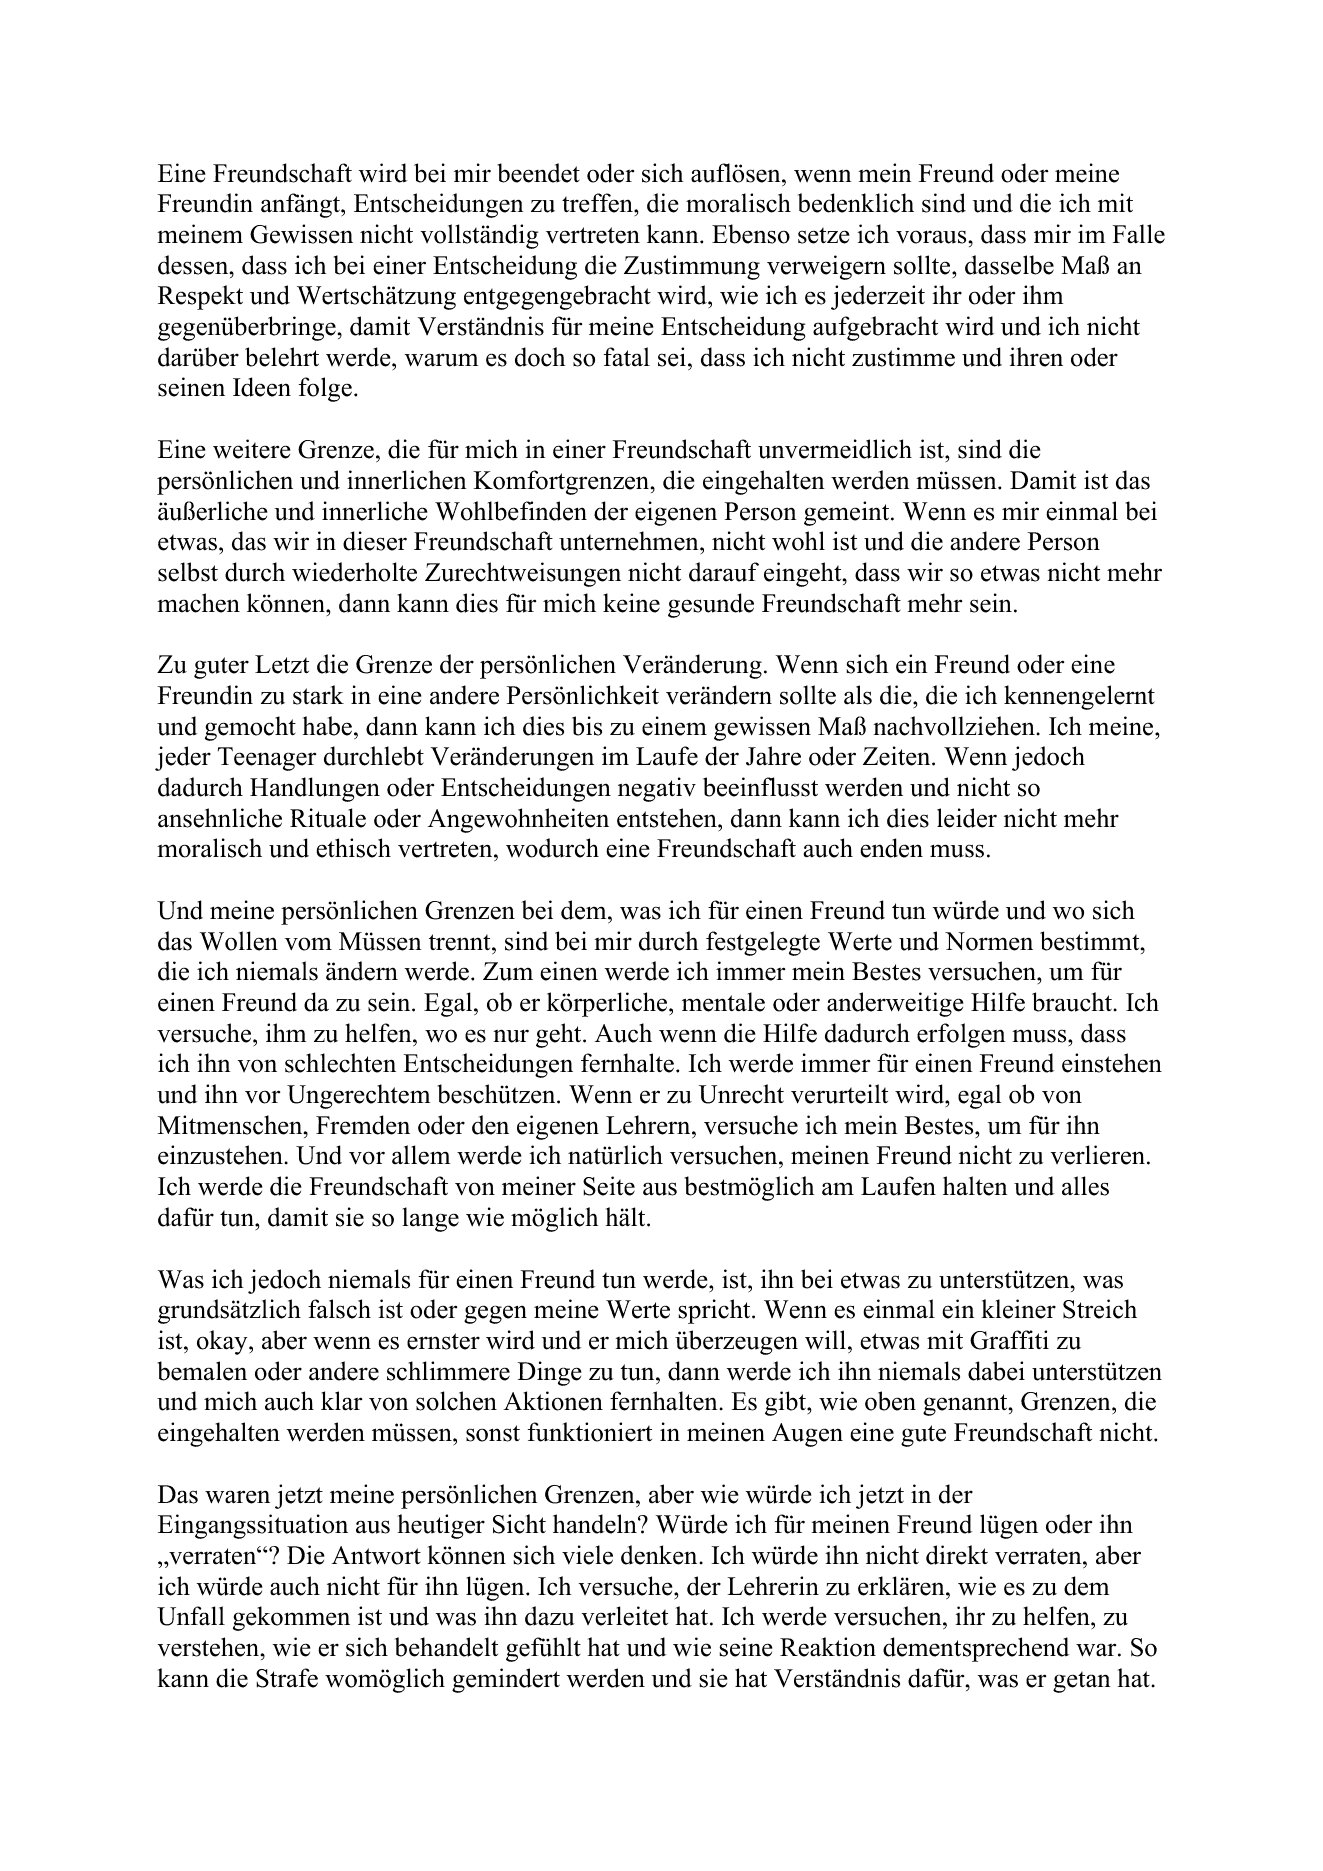 Eine Freundschaft wird bei mir beendet oder sich auflösen, wenn mein Freund oder meine
Freundin anfängt, Entscheidungen zu treffen, die moralisch bedenklich sind und die ich mit
meinem Gewissen nicht vollständig vertreten kann. Ebenso setze ich voraus, dass mir im Falle
dessen, dass ich bei einer Entscheidung die Zustimmung verweigern sollte, dasselbe Maß an
Respekt und Wertschätzung entgegengebracht wird, wie ich es jederzeit ihr oder ihm
gegenüberbringe, damit Verständnis für meine Entscheidung aufgebracht wird und ich nicht
darüber belehrt werde, warum es doch so fatal sei, dass ich nicht zustimme und ihren oder
seinen Ideen folge.

Eine weitere Grenze, die für mich in einer Freundschaft unvermeidlich ist, sind die
persönlichen und innerlichen Komfortgrenzen, die eingehalten werden müssen. Damit ist das
äußerliche und innerliche Wohlbefinden der eigenen Person gemeint. Wenn es mir einmal bei
etwas, das wir in dieser Freundschaft unternehmen, nicht wohl ist und die andere Person
selbst durch wiederholte Zurechtweisungen nicht darauf eingeht, dass wir so etwas nicht mehr
machen können, dann kann dies für mich keine gesunde Freundschaft mehr sein.

Zu guter Letzt die Grenze der persönlichen Veränderung. Wenn sich ein Freund oder eine
Freundin zu stark in eine andere Persönlichkeit verändern sollte als die, die ich kennengelernt
und gemocht habe, dann kann ich dies bis zu einem gewissen Maß nachvollziehen. Ich meine,
jeder Teenager durchlebt Veränderungen im Laufe der Jahre oder Zeiten. Wenn jedoch
dadurch Handlungen oder Entscheidungen negativ beeinflusst werden und nicht so
ansehnliche Rituale oder Angewohnheiten entstehen, dann kann ich dies leider nicht mehr
moralisch und ethisch vertreten, wodurch eine Freundschaft auch enden muss.

Und meine persönlichen Grenzen bei dem, was ich für einen Freund tun würde und wo sich
das Wollen vom Müssen trennt, sind bei mir durch festgelegte Werte und Normen bestimmt,
die ich niemals ändern werde. Zum einen werde ich immer mein Bestes versuchen, um für
einen Freund da zu sein. Egal, ob er körperliche, mentale oder anderweitige Hilfe braucht. Ich
versuche, ihm zu helfen, wo es nur geht. Auch wenn die Hilfe dadurch erfolgen muss, dass
ich ihn von schlechten Entscheidungen fernhalte. Ich werde immer für einen Freund einstehen
und ihn vor Ungerechtem beschützen. Wenn er zu Unrecht verurteilt wird, egal ob von
Mitmenschen, Fremden oder den eigenen Lehrern, versuche ich mein Bestes, um für ihn
einzustehen. Und vor allem werde ich natürlich versuchen, meinen Freund nicht zu verlieren.
Ich werde die Freundschaft von meiner Seite aus bestmöglich am Laufen halten und alles
dafür tun, damit sie so lange wie möglich hält.

Was ich jedoch niemals für einen Freund tun werde, ist, ihn bei etwas zu unterstützen, was
grundsätzlich falsch ist oder gegen meine Werte spricht. Wenn es einmal ein kleiner Streich
ist, okay, aber wenn es ernster wird und er mich überzeugen will, etwas mit Graffiti zu
bemalen oder andere schlimmere Dinge zu tun, dann werde ich ihn niemals dabei unterstützen
und mich auch klar von solchen Aktionen fernhalten. Es gibt, wie oben genannt, Grenzen, die
eingehalten werden müssen, sonst funktioniert in meinen Augen eine gute Freundschaft nicht.

Das waren jetzt meine persönlichen Grenzen, aber wie würde ich jetzt in der
Eingangssituation aus heutiger Sicht handeln? Würde ich für meinen Freund lügen oder ihn
„verraten“? Die Antwort können sich viele denken. Ich würde ihn nicht direkt verraten, aber
ich würde auch nicht für ihn lügen. Ich versuche, der Lehrerin zu erklären, wie es zu dem
Unfall gekommen ist und was ihn dazu verleitet hat. Ich werde versuchen, ihr zu helfen, zu
verstehen, wie er sich behandelt gefühlt hat und wie seine Reaktion dementsprechend war. So
kann die Strafe womöglich gemindert werden und sie hat Verständnis dafür, was er getan hat.